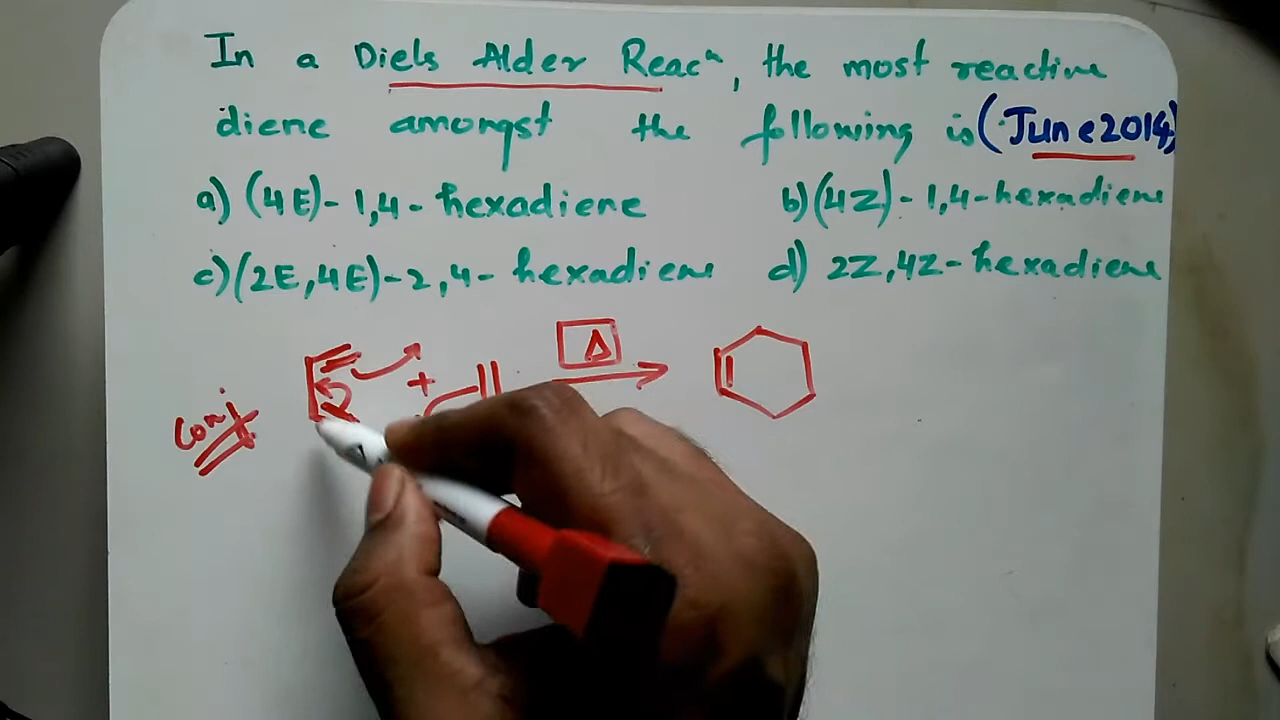 In a Diels Alder Reacⁿ, the most reactive
diene amongst the following is (June 2014)
a) (4E)-1,4-hexadiene b) (4Z)-1,4-hexadiene
c) (2E,4E)-2,4-hexadiene d) 2Z,4Z-hexadiene
+ Δ
Conj